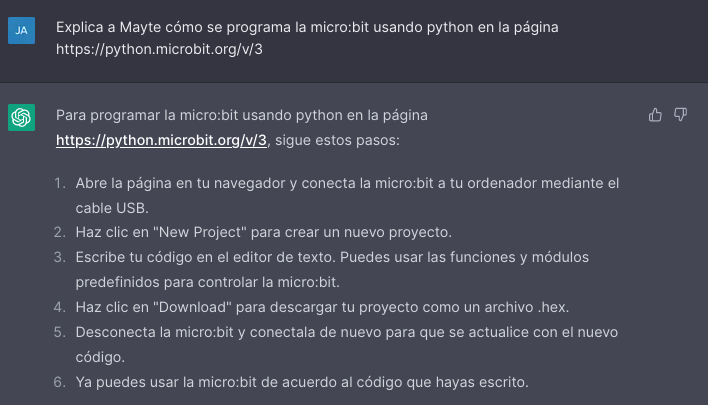 JA
Explica a Mayte cómo se programa la micro:bit usando python en la página
https://python.microbit.org/v/3
Para programar la micro:bit usando python en la página
https://python.microbit.org/v/3, sigue estos pasos:
1. Abre la página en tu navegador y conecta la micro:bit a tu ordenador mediante el
cable USB.
2. Haz clic en "New Project" para crear un nuevo proyecto.
3. Escribe tu código en el editor de texto. Puedes usar las funciones y módulos
predefinidos para controlar la micro:bit.
4. Haz clic en "Download" para descargar tu proyecto como un archivo .hex.
5. Desconecta la micro:bit y conectala de nuevo para que se actualice con el nuevo
código.
6. Ya puedes usar la micro:bit de acuerdo al código que hayas escrito.